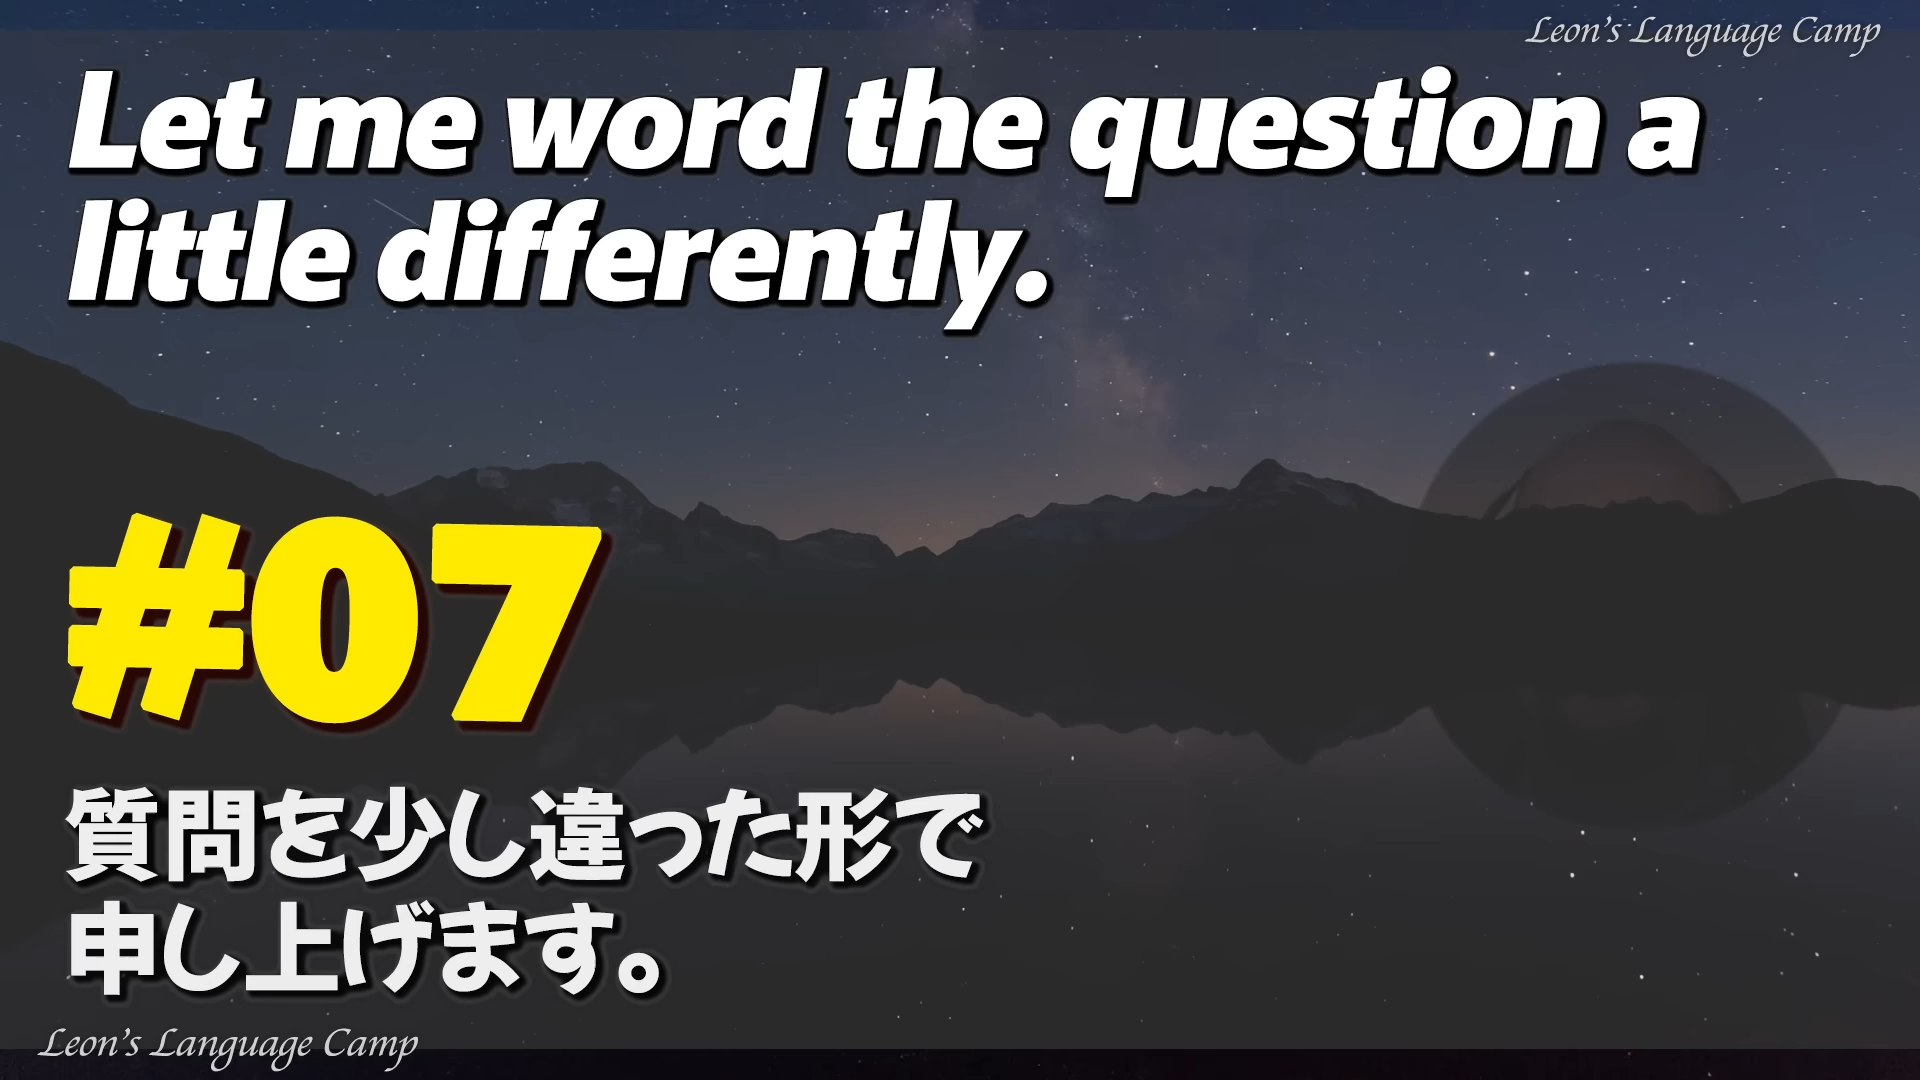 Leon's Language Camp
Let me word the question a
little differently.
#07
質問を少し違った形で
申し上げます。
Leon's Language Camp